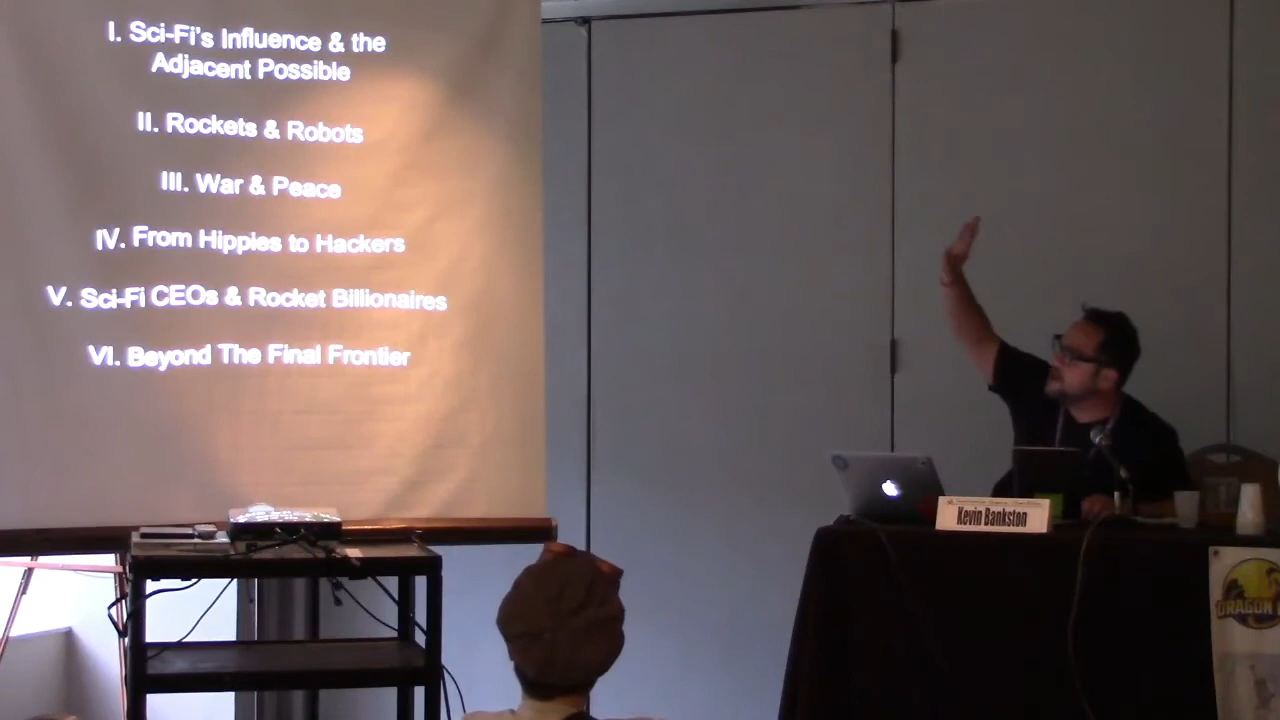 I. Sci-Fi's Influence & the
Adjacent Possible
II. Rockets & Robots
III. War & Peace
IV. From Hippies to Hackers
V. Sci-Fi CEOs & Rocket Billionaires
VI. Beyond The Final Frontier
Kevin Bankston
DRAGON